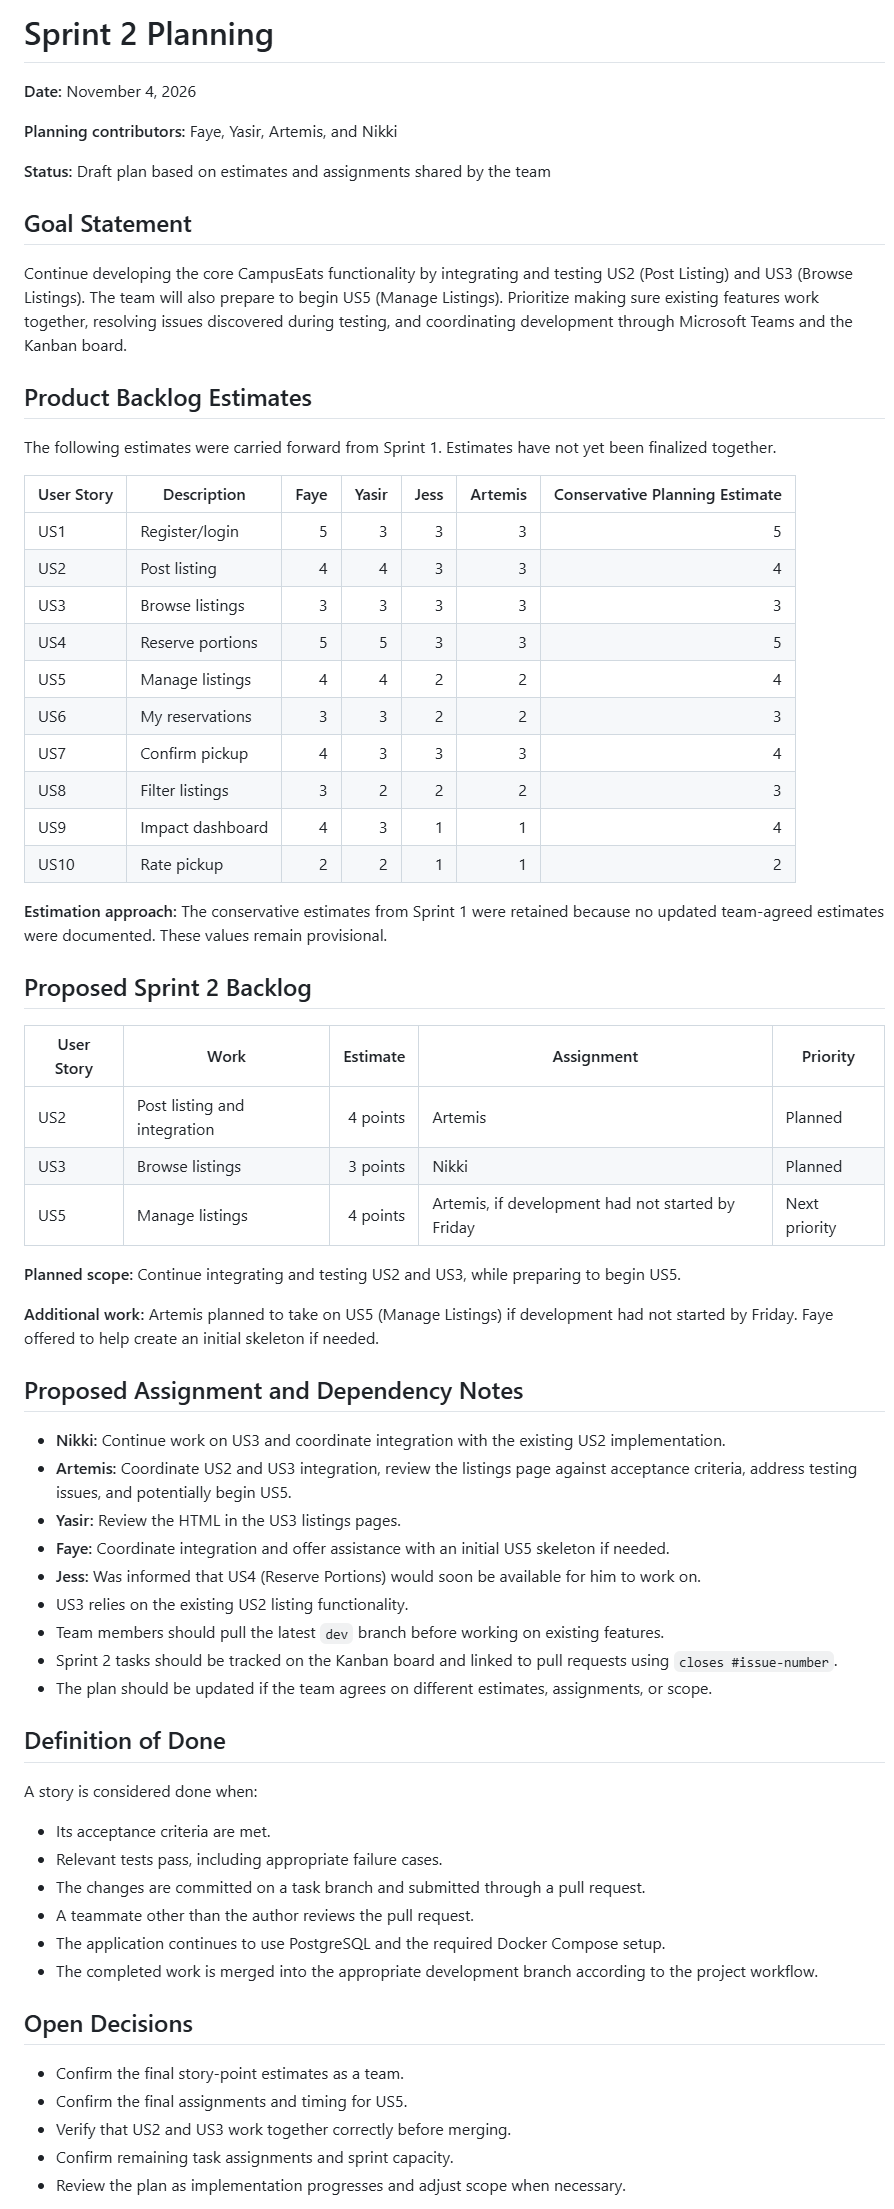 Sprint 2 Planning
Date: November 4, 2026
Planning contributors: Faye, Yasir, Artemis, and Nikki
Status: Draft plan based on estimates and assignments shared by the team
Goal Statement
Continue developing the core CampusEats functionality by integrating and testing US2 (Post Listing) and US3 (Browse
Listings). The team will also prepare to begin US5 (Manage Listings). Prioritize making sure existing features work
together, resolving issues discovered during testing, and coordinating development through Microsoft Teams and the
Kanban board.
Product Backlog Estimates
The following estimates were carried forward from Sprint 1. Estimates have not yet been finalized together.
User Story Description Faye Yasir Jess Artemis Conservative Planning Estimate
US1 Register/login 5 3 3 3 5
US2 Post listing 4 4 3 3 4
US3 Browse listings 3 3 3 3 3
US4 Reserve portions 5 5 3 3 5
US5 Manage listings 4 4 2 2 4
US6 My reservations 3 3 2 2 3
US7 Confirm pickup 4 3 3 3 4
US8 Filter listings 3 2 2 2 3
US9 Impact dashboard 4 3 1 1 4
US10 Rate pickup 2 2 1 1 2
Estimation approach: The conservative estimates from Sprint 1 were retained because no updated team-agreed estimates
were documented. These values remain provisional.
Proposed Sprint 2 Backlog
User
Story Work Estimate Assignment Priority
US2 Post listing and
integration 4 points Artemis Planned
US3 Browse listings 3 points Nikki Planned
US5 Manage listings 4 points Artemis, if development had not started by
Friday Next
priority
Planned scope: Continue integrating and testing US2 and US3, while preparing to begin US5.
Additional work: Artemis planned to take on US5 (Manage Listings) if development had not started by Friday. Faye
offered to help create an initial skeleton if needed.
Proposed Assignment and Dependency Notes
• Nikki: Continue work on US3 and coordinate integration with the existing US2 implementation.
• Artemis: Coordinate US2 and US3 integration, review the listings page against acceptance criteria, address testing
issues, and potentially begin US5.
• Yasir: Review the HTML in the US3 listings pages.
• Faye: Coordinate integration and offer assistance with an initial US5 skeleton if needed.
• Jess: Was informed that US4 (Reserve Portions) would soon be available for him to work on.
• US3 relies on the existing US2 listing functionality.
• Team members should pull the latest dev branch before working on existing features.
• Sprint 2 tasks should be tracked on the Kanban board and linked to pull requests using closes #issue-number.
• The plan should be updated if the team agrees on different estimates, assignments, or scope.
Definition of Done
A story is considered done when:
• Its acceptance criteria are met.
• Relevant tests pass, including appropriate failure cases.
• The changes are committed on a task branch and submitted through a pull request.
• A teammate other than the author reviews the pull request.
• The application continues to use PostgreSQL and the required Docker Compose setup.
• The completed work is merged into the appropriate development branch according to the project workflow.
Open Decisions
• Confirm the final story-point estimates as a team.
• Confirm the final assignments and timing for US5.
• Verify that US2 and US3 work together correctly before merging.
• Confirm remaining task assignments and sprint capacity.
• Review the plan as implementation progresses and adjust scope when necessary.